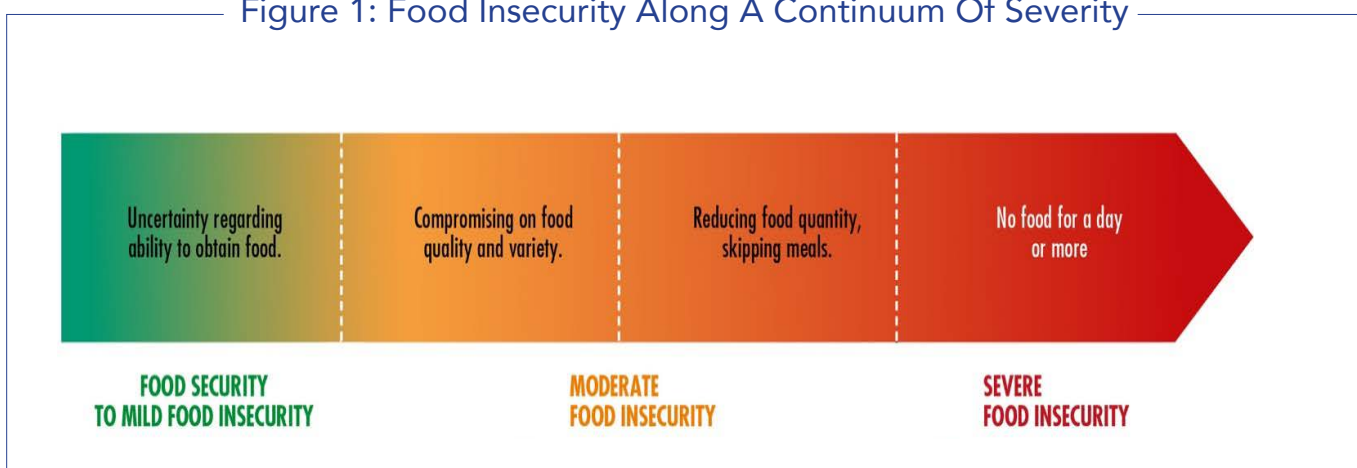 Figure 1: Food Insecurity Along A Continuum Of Severity
Uncertainty regarding
ability to obtain food.
Compromising on food
quality and variety.
Reducing food quantity,
skipping meals.
No food for a day
or more
FOOD SECURITY
TO MILD FOOD INSECURITY
MODERATE
FOOD INSECURITY
SEVERE
FOOD INSECURITY